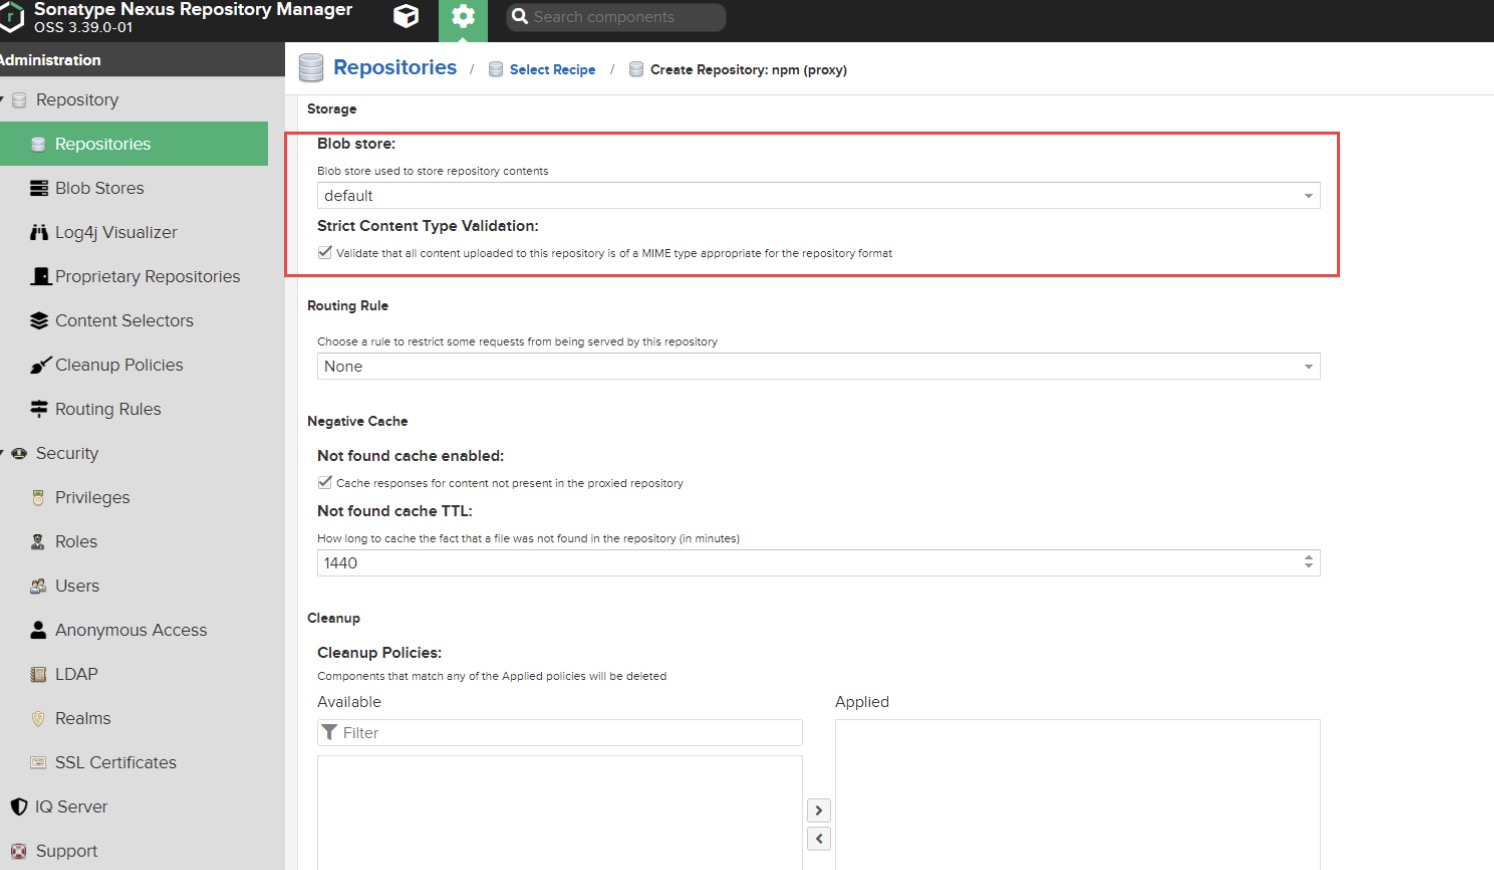 Sonatype Nexus Repository Manager
OSS 3.39.0-01
Search components
Administration
Repository
Repositories
Blob Stores
Log4j Visualizer
Proprietary Repositories
Content Selectors
Cleanup Policies
Routing Rules
Security
Privileges
Roles
Users
Anonymous Access
LDAP
Realms
SSL Certificates
IQ Server
Support
Repositories / Select Recipe / Create Repository: npm (proxy)
Storage
Blob store:
Blob store used to store repository contents
default
Strict Content Type Validation:
Validate that all content uploaded to this repository is of a MIME type appropriate for the repository format
Routing Rule
Choose a rule to restrict some requests from being served by this repository
None
Negative Cache
Not found cache enabled:
Cache responses for content not present in the proxied repository
Not found cache TTL:
How long to cache the fact that a file was not found in the repository (in minutes)
1440
Cleanup
Cleanup Policies:
Components that match any of the Applied policies will be deleted
Available
Applied
Filter